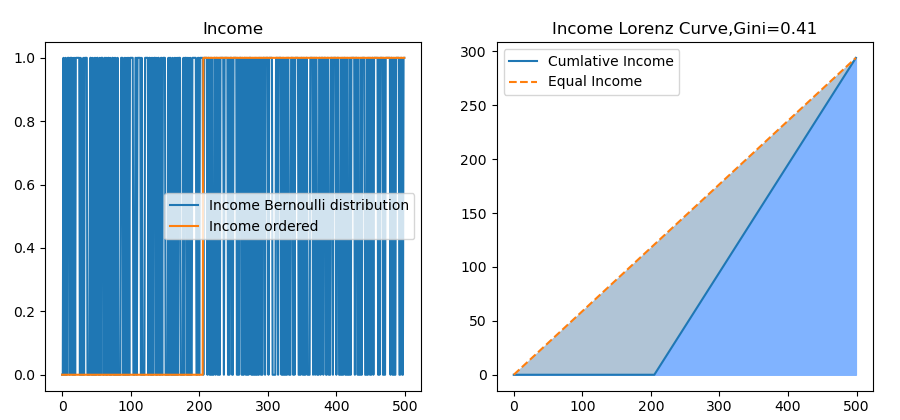 Income
1.0
0.8
0.6
0.4
0.2
0.0
Income Bernoulli distribution
Income ordered
0 100 200 300 400 500
Income Lorenz Curve,Gini=0.41
300
250
200
150
100
50
0
Cumlative Income
Equal Income
0 100 200 300 400 500